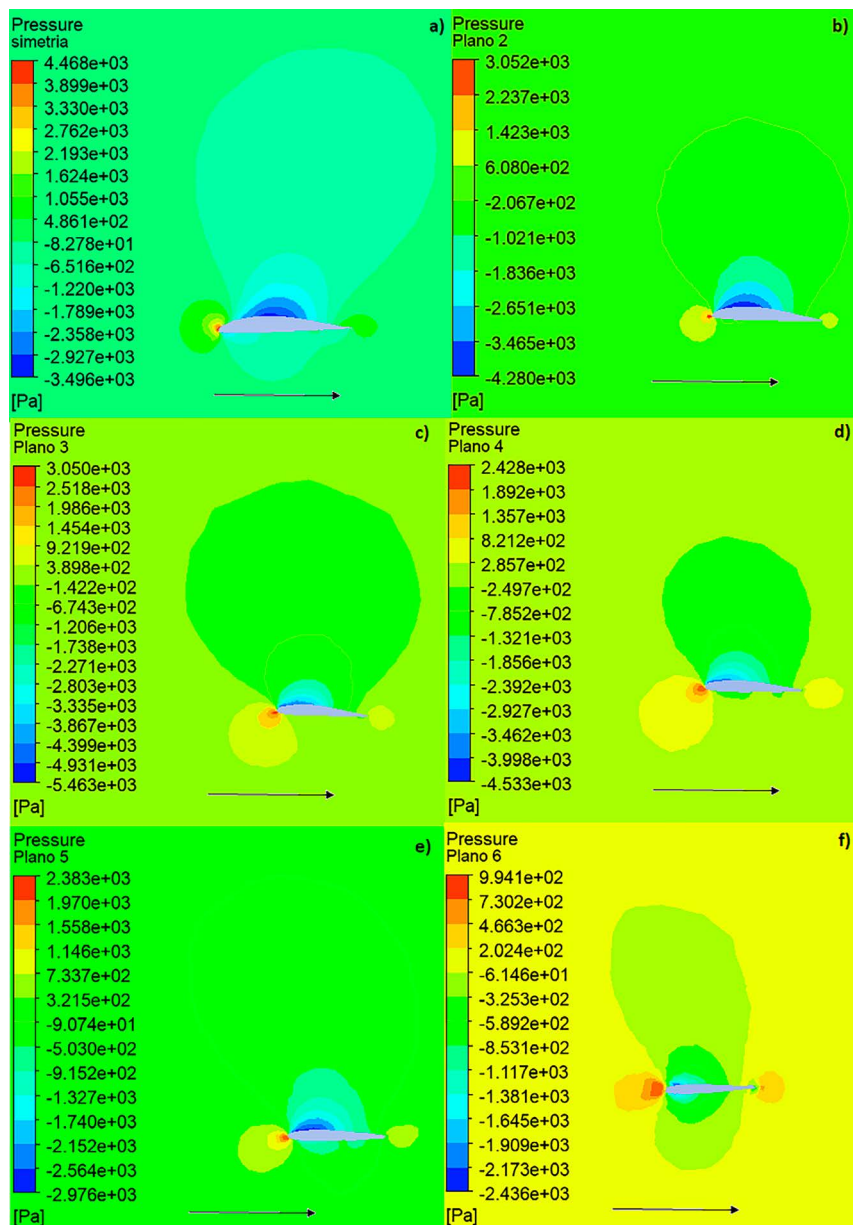 Pressure
simetria
a)
4.468e+03
3.899e+03
3.330e+03
2.762e+03
2.193e+03
1.624e+03
1.055e+03
4.861e+02
-8.278e+01
-6.516e+02
-1.220e+03
-1.789e+03
-2.358e+03
-2.927e+03
-3.496e+03
[Pa]
Pressure
Plano 2
b)
3.052e+03
2.237e+03
1.423e+03
6.080e+02
-2.067e+02
-1.021e+03
-1.836e+03
-2.651e+03
-3.465e+03
-4.280e+03
[Pa]
Pressure
Plano 3
c)
3.050e+03
2.518e+03
1.986e+03
1.454e+03
9.219e+02
3.898e+02
-1.422e+02
-6.743e+02
-1.206e+03
-1.738e+03
-2.271e+03
-2.803e+03
-3.335e+03
-3.867e+03
-4.399e+03
-4.931e+03
-5.463e+03
[Pa]
Pressure
Plano 4
d)
2.428e+03
1.892e+03
1.357e+03
8.212e+02
2.857e+02
-2.497e+02
-7.852e+02
-1.321e+03
-1.856e+03
-2.392e+03
-2.927e+03
-3.462e+03
-3.998e+03
-4.533e+03
[Pa]
Pressure
Plano 5
e)
2.383e+03
1.970e+03
1.558e+03
1.146e+03
7.337e+02
3.215e+02
-9.074e+01
-5.030e+02
-9.152e+02
-1.327e+03
-1.740e+03
-2.152e+03
-2.564e+03
-2.976e+03
[Pa]
Pressure
Plano 6
f)
9.941e+02
7.302e+02
4.663e+02
2.024e+02
-6.146e+01
-3.253e+02
-5.892e+02
-8.531e+02
-1.117e+03
-1.381e+03
-1.645e+03
-1.909e+03
-2.173e+03
-2.436e+03
[Pa]